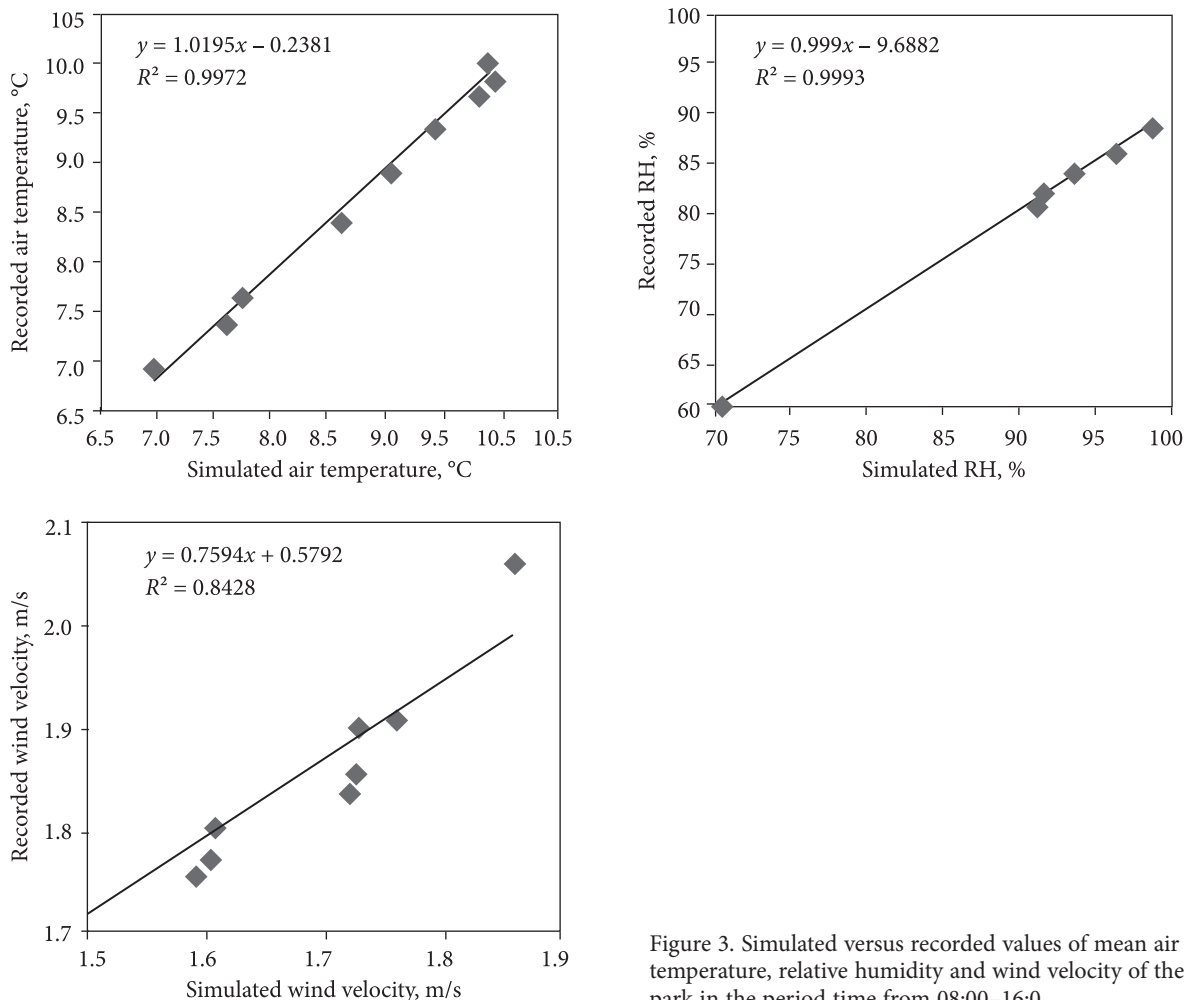 y = 1.0195x – 0.2381
R² = 0.9972
105
10.0
9.5
9.0
8.5
8.0
7.5
7.0
6.5
Recorded air temperature, °C
6.5 7.0 7.5 8.0 8.5 9.0 9.5 10.5 10.5
Simulated air temperature, °C
y = 0.999x – 9.6882
R² = 0.9993
100
95
90
85
80
75
70
65
60
Recorded RH, %
70 75 80 85 90 95 100
Simulated RH, %
y = 0.7594x + 0.5792
R² = 0.8428
2.1
2.0
1.9
1.8
1.7
Recorded wind velocity, m/s
1.5 1.6 1.7 1.8 1.9
Simulated wind velocity, m/s
Figure 3. Simulated versus recorded values of mean air
temperature, relative humidity and wind velocity of the
park in the period time from 08:00–16:0